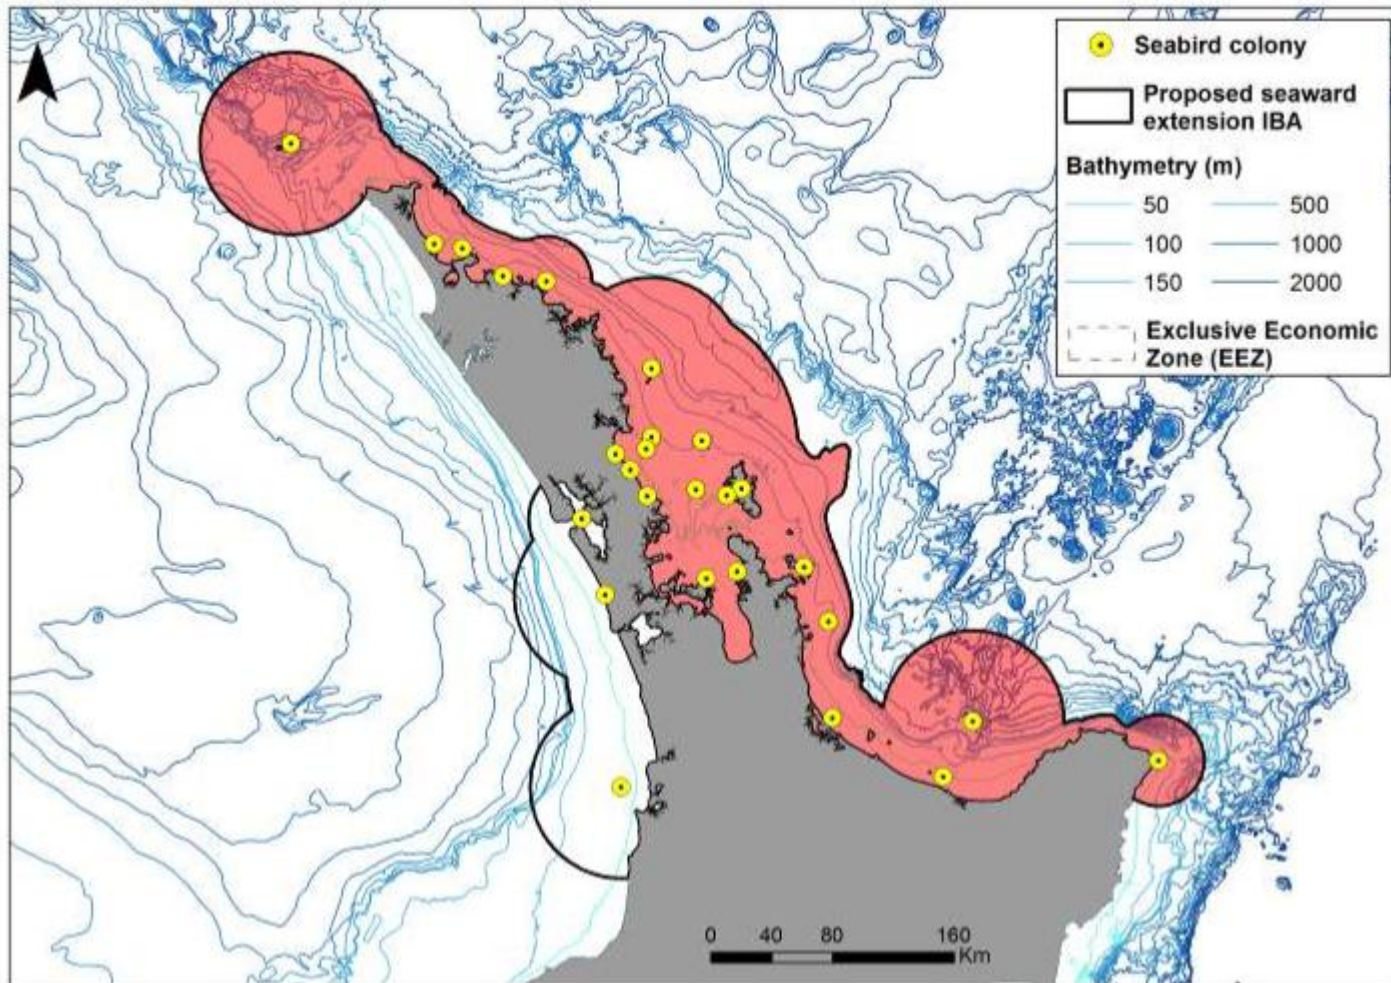 Seabird colony
Proposed seaward
extension IBA
Bathymetry (m)
50 500
100 1000
150 2000
Exclusive Economic
Zone (EEZ)
0 40 80 160
Km